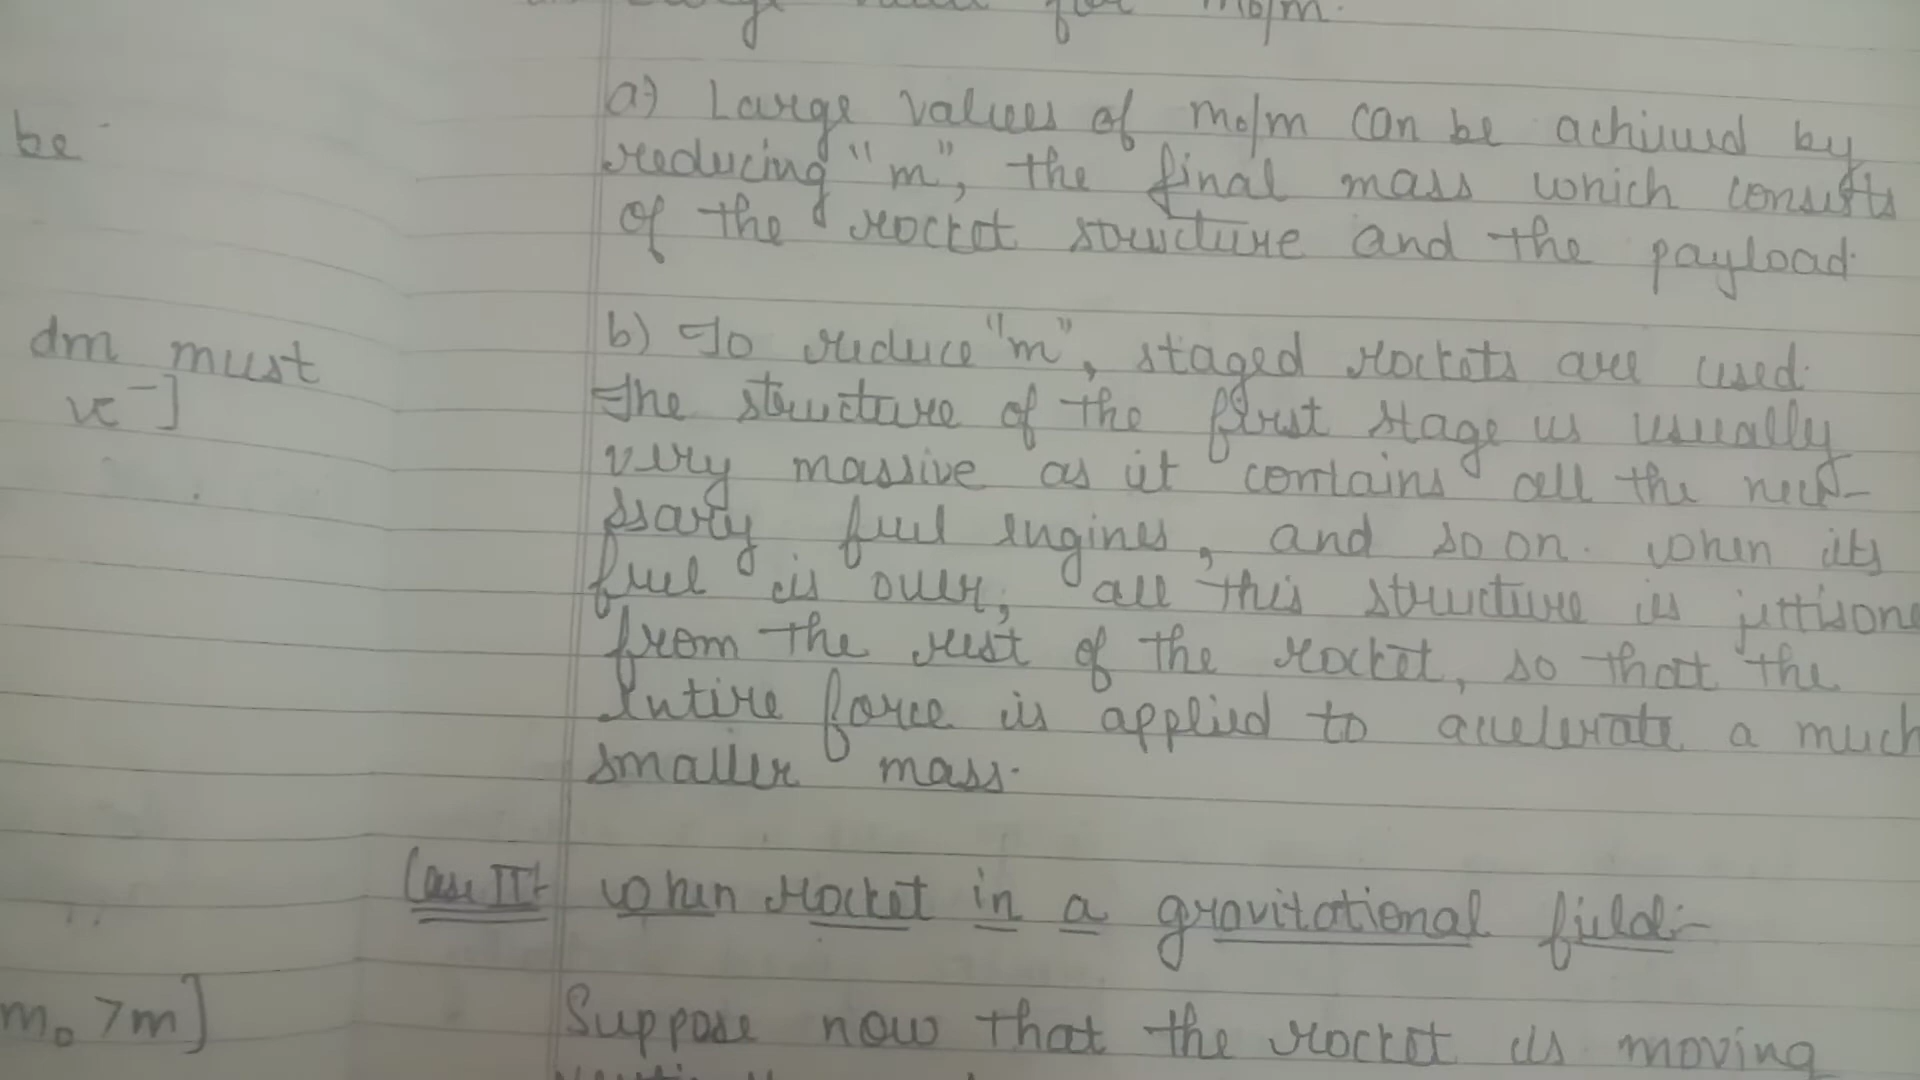 mo/m.
a) Large values of mo/m can be achieved by
be
reducing "m", the final mass which consists
of the rocket structure and the payload.
b) To reduce "m", staged rockets are used.
dm must
The structure of the first stage is usually
ve -]
very massive as it contains all the nece-
ssary fuel engines, and so on. when its
fuel is over, all this structure is jettisone
from the rest of the rocket, so that the
entire force is applied to accelerate a much
smaller mass.
Case II:- when rocket in a gravitational field:-
mo >m]
Suppose now that the rocket is moving